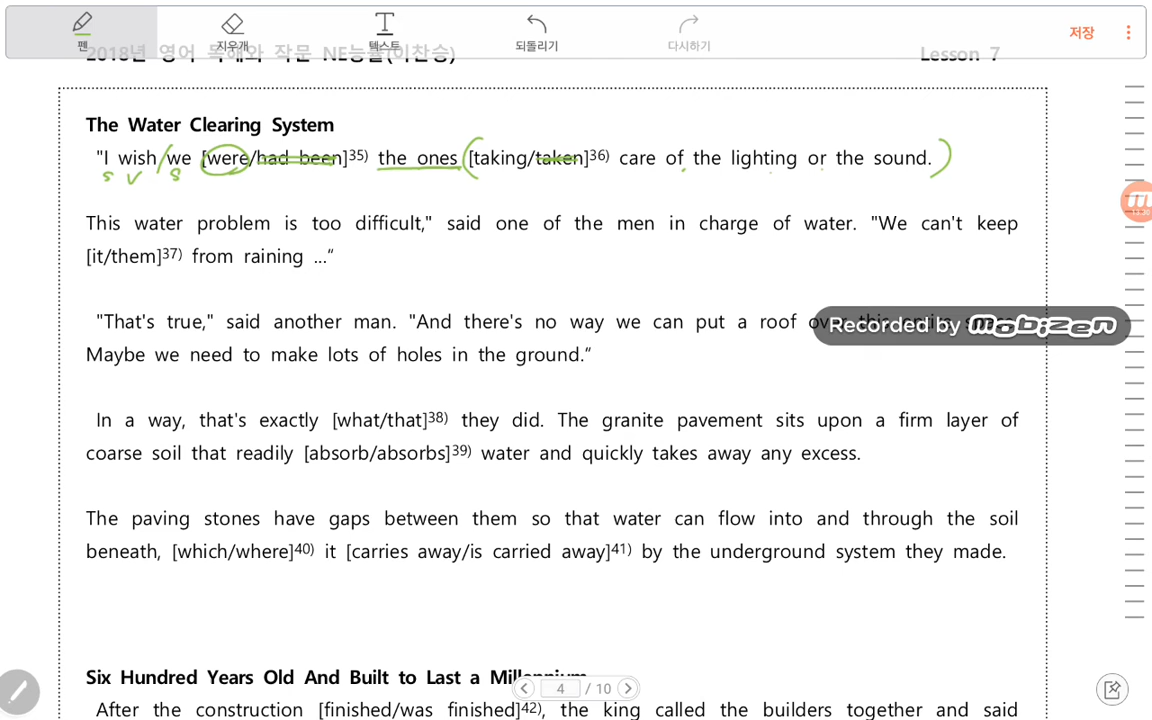 펜 지우개 텍스트 되돌리기 다시하기 저장
2018년 영어 독해와 작문 NE능률(이찬승) Lesson 7
The Water Clearing System
"I wish we [were/had been]35) the ones [taking/taken]36) care of the lighting or the sound.
s v s
This water problem is too difficult," said one of the men in charge of water. "We can't keep
[it/them]37) from raining ..."
"That's true," said another man. "And there's no way we can put a roof over this entire
Recorded by mobizen
Maybe we need to make lots of holes in the ground."
In a way, that's exactly [what/that]38) they did. The granite pavement sits upon a firm layer of
coarse soil that readily [absorb/absorbs]39) water and quickly takes away any excess.
The paving stones have gaps between them so that water can flow into and through the soil
beneath, [which/where]40) it [carries away/is carried away]41) by the underground system they made.
Six Hundred Years Old And Built to Last a Millennium
4 / 10
After the construction [finished/was finished]42), the king called the builders together and said